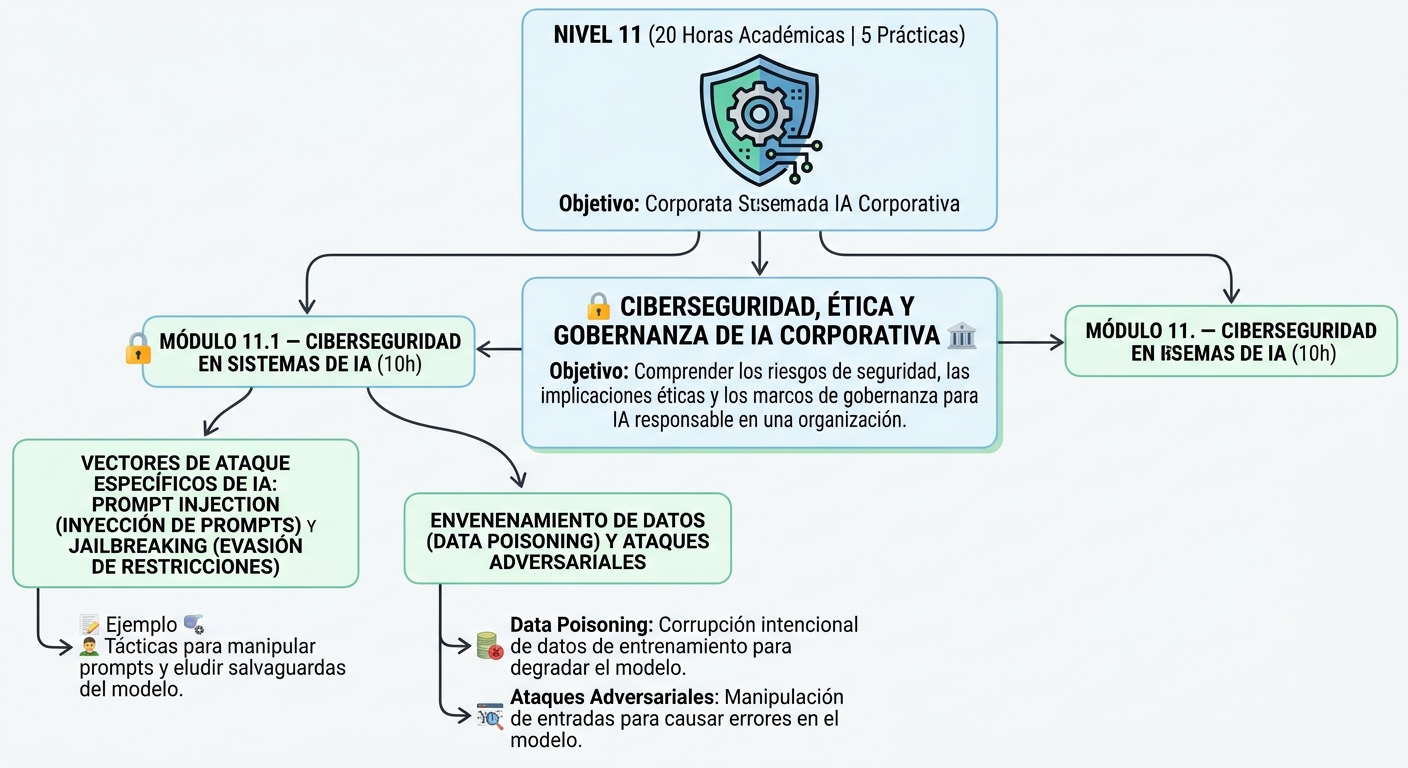 NIVEL 11 (20 Horas Académicas | 5 Prácticas)
Objetivo: Corporata Susemada IA Corporativa
CIBERSEGURIDAD, ÉTICA Y
GOBERNANZA DE IA CORPORATIVA
Objetivo: Comprender los riesgos de seguridad, las
implicaciones éticas y los marcos de gobernanza para
IA responsable en una organización.
MÓDULO 11.1 — CIBERSEGURIDAD
EN SISTEMAS DE IA (10h)
MÓDULO 11. — CIBERSEGURIDAD
EN DE IA (10h)
VECTORES DE ATAQUE
ESPECÍFICOS DE IA:
PROMPT INJECTION
(INYECCIÓN DE PROMPTS) Y
JAILBREAKING (EVASIÓN
DE RESTRICCIONES)
Ejemplo
Tácticas para manipular
prompts y eludir salvaguardas
del modelo.
ENVENENAMIENTO DE DATOS
(DATA POISONING) Y ATAQUES
ADVERSARIALES
Data Poisoning: Corrupción intencional
de datos de entrenamiento para
degradar el modelo.
Ataques Adversariales: Manipulación
de entradas para causar errores en el
modelo.